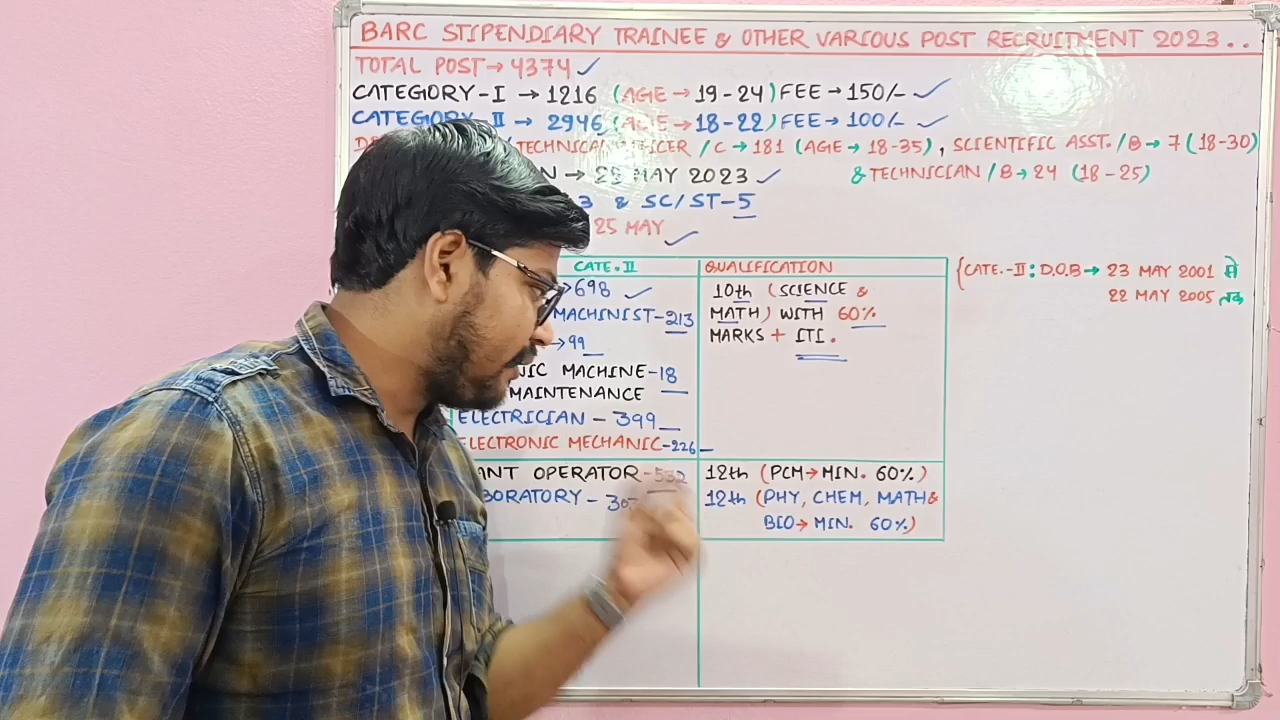 BARC STIPENDIARY TRAINEE & OTHER VARIOUS POST RECRUITMENT 2023..
TOTAL POST→4374
CATEGORY-I → 1216 (AGE → 19-24) FEE → 150/-
CATEGORY-II → 2946 (AGE → 18-22) FEE → 100/-
/ C → 181 (AGE → 18-35), SCIENTIFIC ASST./B → 7 (18-30)
N → 22 MAY 2023
& TECHNICIAN / B → 24 (18-25)
3 & SC/ST-5
25 MAY
CATE. II QUALIFICATION
→698
MACHINIST-213
→99
MACHINE-18
MAINTENANCE
ELECTRICIAN - 399
ELECTRONIC MECHANIC-226
10th (SCIENCE &
MATH) WITH 60%
MARKS + ITI.
OPERATOR-532
12th (PCM→MIN. 60%)
12th (PHY, CHEM, MATH &
BIO→ MIN. 60%)
{CATE.-II: D.O.B → 23 MAY 2001 से
22 MAY 2005 तक